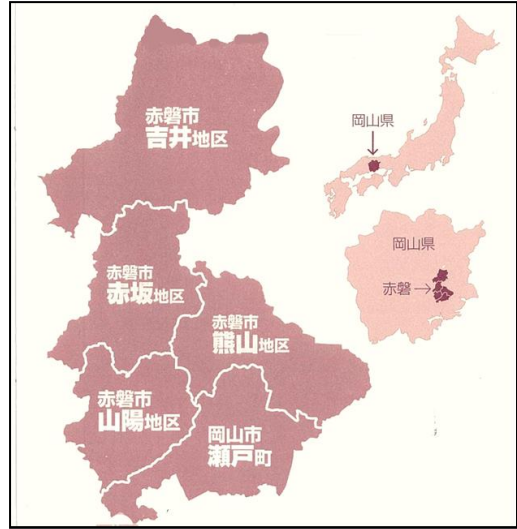 赤磐市
吉井地区
赤磐市
赤坂地区
赤磐市
熊山地区
赤磐市
山陽地区
岡山市
瀬戸町
岡山県
岡山県
赤磐→